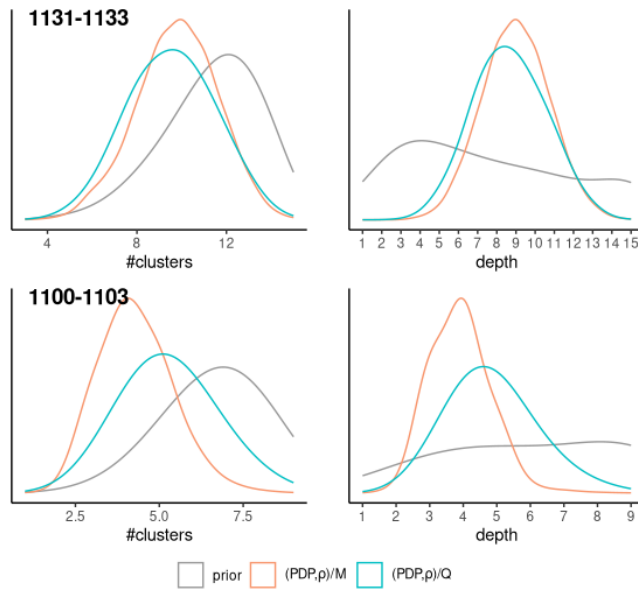 1131-1133
4 8 12
#clusters
1 2 3 4 5 6 7 8 9 10 11 12 13 14 15
depth
1100-1103
2.5 5.0 7.5
#clusters
1 2 3 4 5 6 7 8 9
depth
prior (PDP,ρ)/M (PDP,ρ)/Q